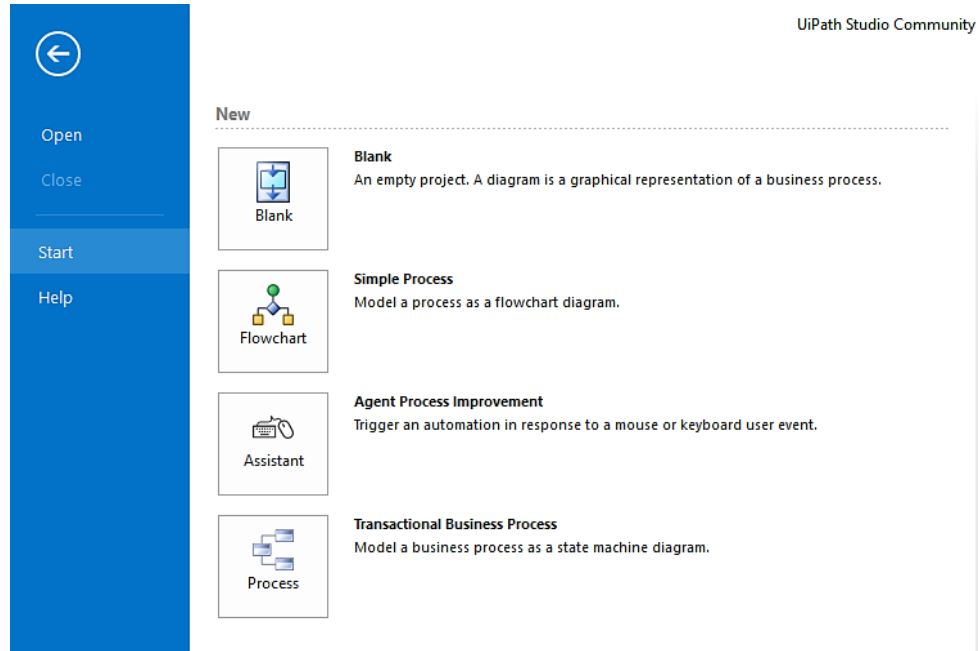 UiPath Studio Community
Open
Close
Start
Help
New
Blank
Blank
An empty project. A diagram is a graphical representation of a business process.
Flowchart
Simple Process
Model a process as a flowchart diagram.
Assistant
Agent Process Improvement
Trigger an automation in response to a mouse or keyboard user event.
Process
Transactional Business Process
Model a business process as a state machine diagram.